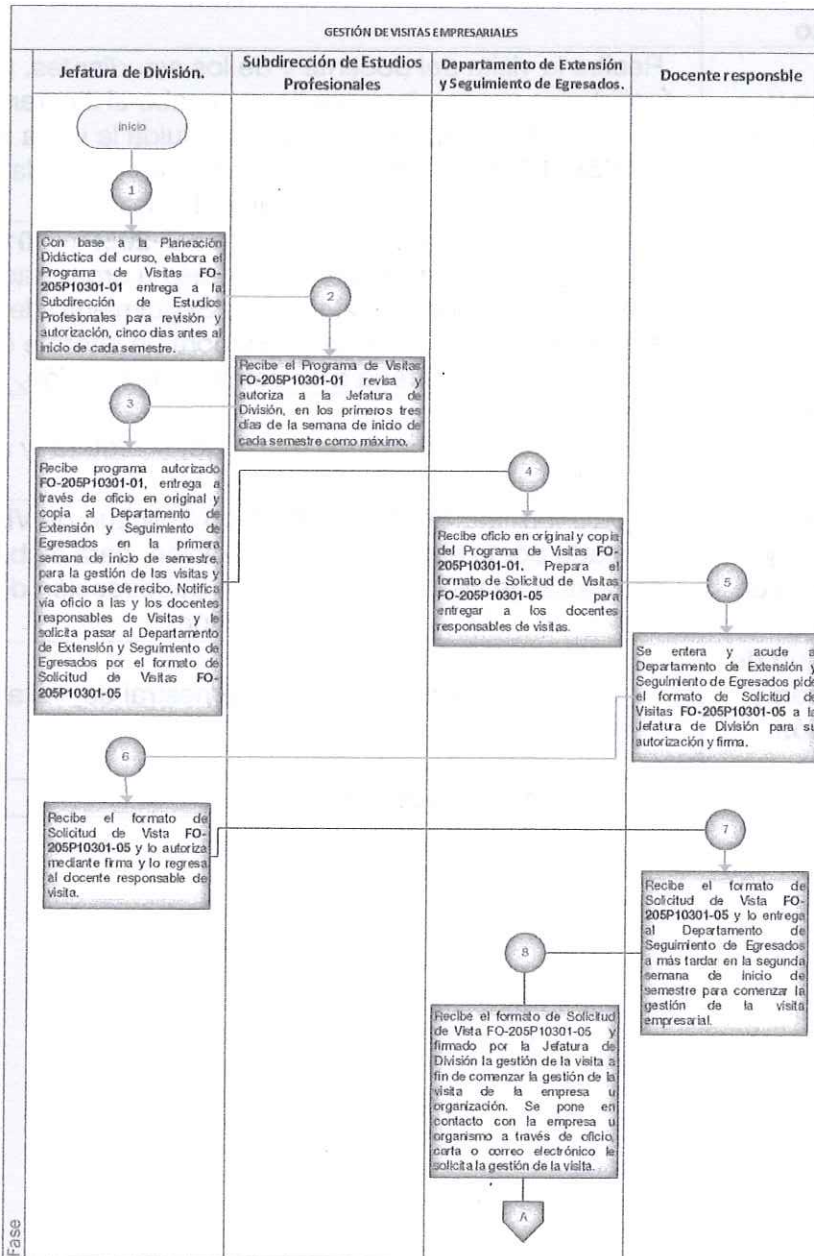 GESTIÓN DE VISITAS EMPRESARIALES
Jefatura de División.
Subdirección de Estudios
Profesionales
Departamento de Extensión
y Seguimiento de Egresados.
Docente responsble
inicio
1
Con base a la Planeación
Didáctica del curso, elabora el
Programa de Visitas FO-
205P10301-01 entrega a la
Subdirección de Estudios
Profesionales para revisión y
autorización, cinco días antes al
inicio de cada semestre.
2
Recibe el Programa de Visitas
FO-205P10301-01 revisa y
autoriza a la Jefatura de
División, en los primeros tres
días de la semana de inicio de
cada semestre como máximo.
3
Recibe programa autorizado
FO-205P10301-01, entrega a
través de oficio en original y
copia al Departamento de
Extensión y Seguimiento de
Egresados en la primera
semana de inicio de semestre,
para la gestión de las visitas y
recaba acuse de recibo. Notifica
vía oficio a las y los docentes
responsables de Visitas y le
solicita pasar al Departamento
de Extensión y Seguimiento de
Egresados por el formato de
Solicitud de Visitas FO-
205P10301-05
4
Recibe oficio en original y copia
del Programa de Visitas FO-
205P10301-01. Prepara el
formato de Solicitud de Visitas
FO-205P10301-05 para
entregar a los docentes
responsables de visitas.
5
Se entera y acude al
Departamento de Extensión y
Seguimiento de Egresados pide
el formato de Solicitud de
Visitas FO-205P10301-05 a la
Jefatura de División para su
autorización y firma.
6
Recibe el formato de
Solicitud de Vista FO-
205P10301-05 y lo autoriza
mediante firma y lo regresa
al docente responsable de
visita.
7
Recibe el formato de
Solicitud de Vista FO-
205P10301-05 y lo entrega
al Departamento de
Seguimiento de Egresados
a más tardar en la segunda
semana de inicio de
semestre para comenzar la
gestión de la visita
empresarial.
8
Recibe el formato de Solicitud
de Vista FO-205P10301-05 y
firmado por la Jefatura de
División la gestión de la visita a
fin de comenzar la gestión de la
visita de la empresa u
organización. Se pone en
contacto con la empresa u
organismo a través de oficio,
carta o correo electrónico le
solicita la gestión de la visita.
A
Fase